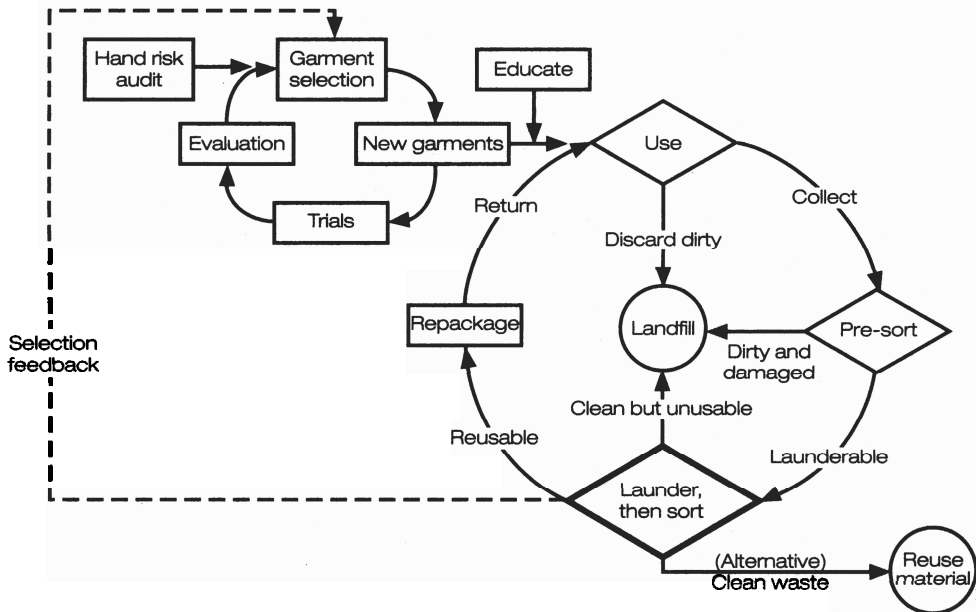 Hand risk
audit
Garment
selection
Educate
Evaluation
New garments
Use
Trials
Return
Collect
Discard dirty
Selection
feedback
Repackage
Landfill
Pre-sort
Dirty and
damaged
Clean but unusable
Reusable
Launderable
Launder,
then sort
(Alternative)
Clean waste
Reuse
material